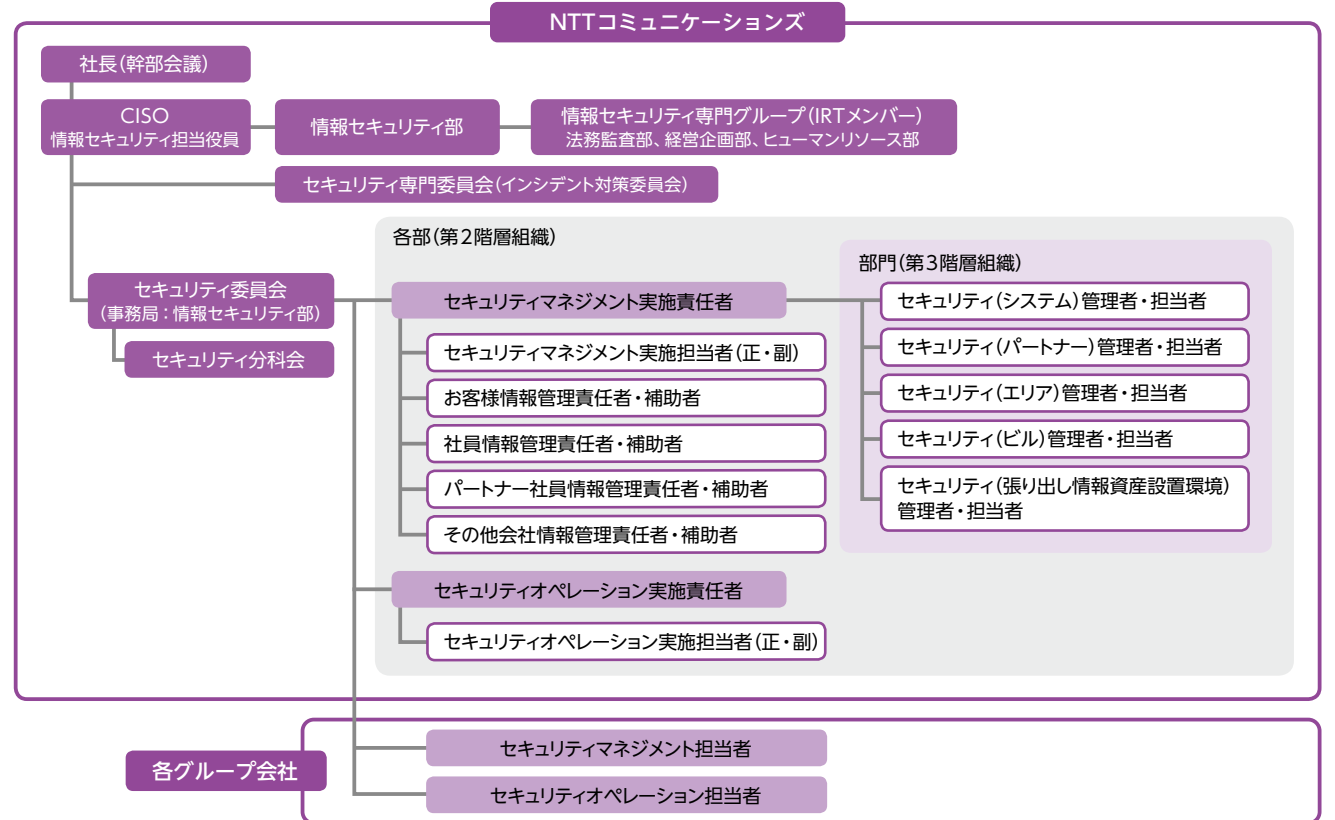 NTTコミュニケーションズ
社長(幹部会議)
CISO
情報セキュリティ担当役員
情報セキュリティ部
情報セキュリティ専門グループ(IRTメンバー)
法務監査部、経営企画部、ヒューマンリソース部
セキュリティ専門委員会(インシデント対策委員会)
各部(第2階層組織)
部門(第3階層組織)
セキュリティ委員会
(事務局:情報セキュリティ部)
セキュリティ分科会
セキュリティマネジメント実施責任者
セキュリティマネジメント実施担当者(正・副)
お客様情報管理責任者・補助者
社員情報管理責任者・補助者
パートナー社員情報管理責任者・補助者
その他会社情報管理責任者・補助者
セキュリティ(システム)管理者・担当者
セキュリティ(パートナー)管理者・担当者
セキュリティ(エリア)管理者・担当者
セキュリティ(ビル)管理者・担当者
セキュリティ(張り出し情報資産設置環境)
管理者・担当者
セキュリティオペレーション実施責任者
セキュリティオペレーション実施担当者(正・副)
各グループ会社
セキュリティマネジメント担当者
セキュリティオペレーション担当者